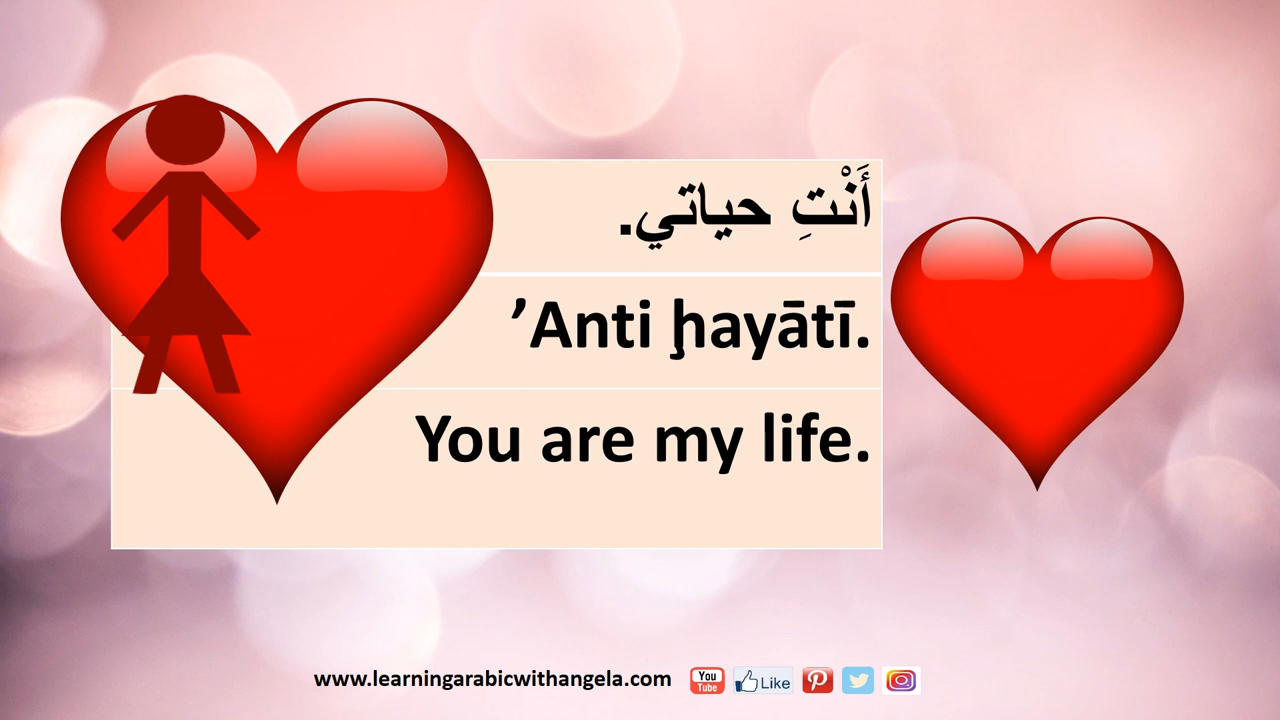 أَنْتِ حياتي.
’Anti ḩayātī.
You are my life.
www.learningarabicwithangela.com You Tube Like